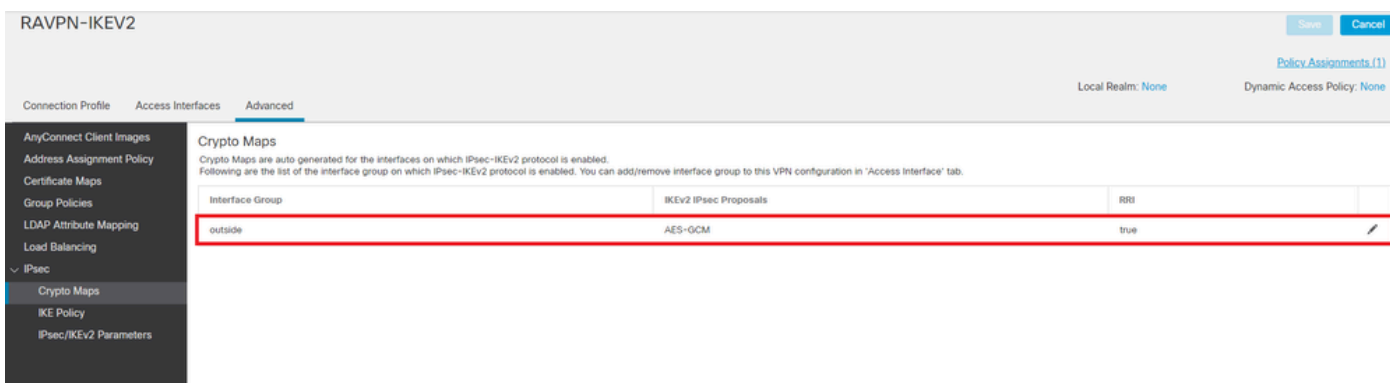 RAVPN-IKEV2
Save Cancel
Policy Assignments (1)
Local Realm: None Dynamic Access Policy: None
Connection Profile Access Interfaces Advanced
AnyConnect Client Images
Address Assignment Policy
Certificate Maps
Group Policies
LDAP Attribute Mapping
Load Balancing
IPsec
Crypto Maps
IKE Policy
IPsec/IKEv2 Parameters
Crypto Maps
Crypto Maps are auto generated for the interfaces on which IPsec-IKEv2 protocol is enabled.
Following are the list of the interface group on which IPsec-IKEv2 protocol is enabled. You can add/remove interface group to this VPN configuration in 'Access Interface' tab.
Interface Group IKEv2 IPsec Proposals RRI
outside AES-GCM true